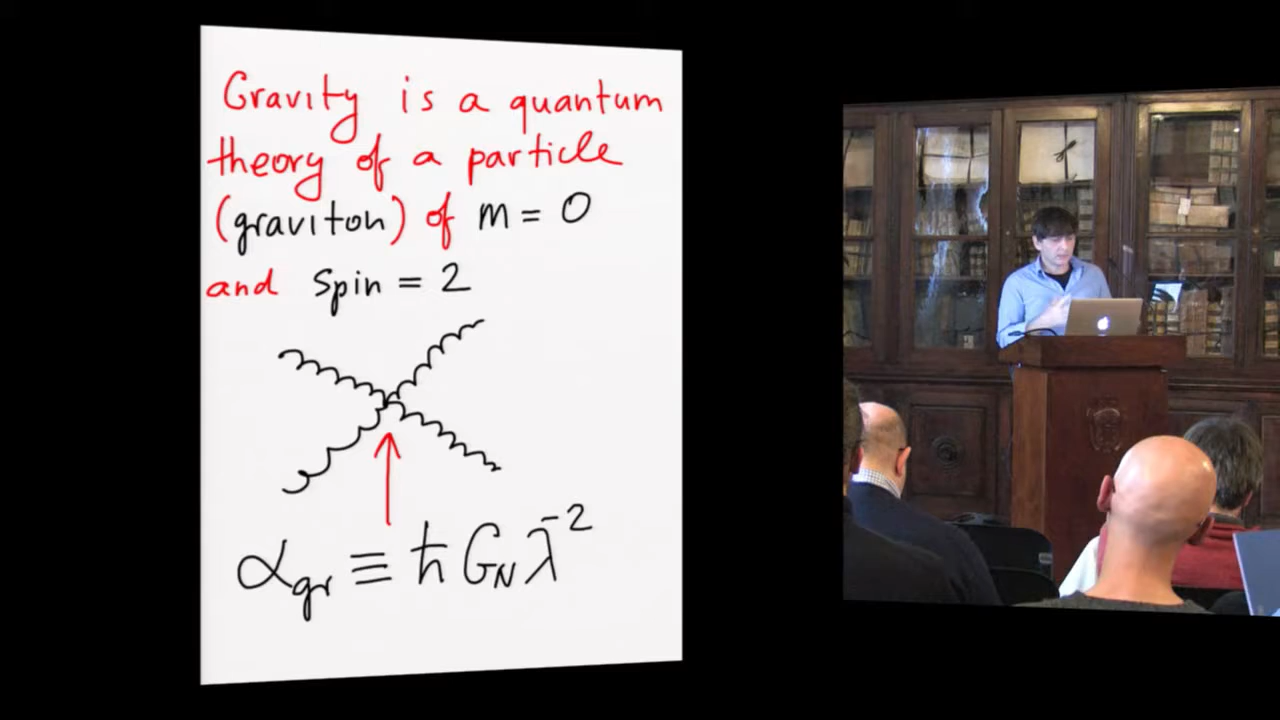 Gravity is a quantum
theory of a particle
(graviton) of m = 0
and Spin = 2
α_gr ≡ ħ G_N λ^-2